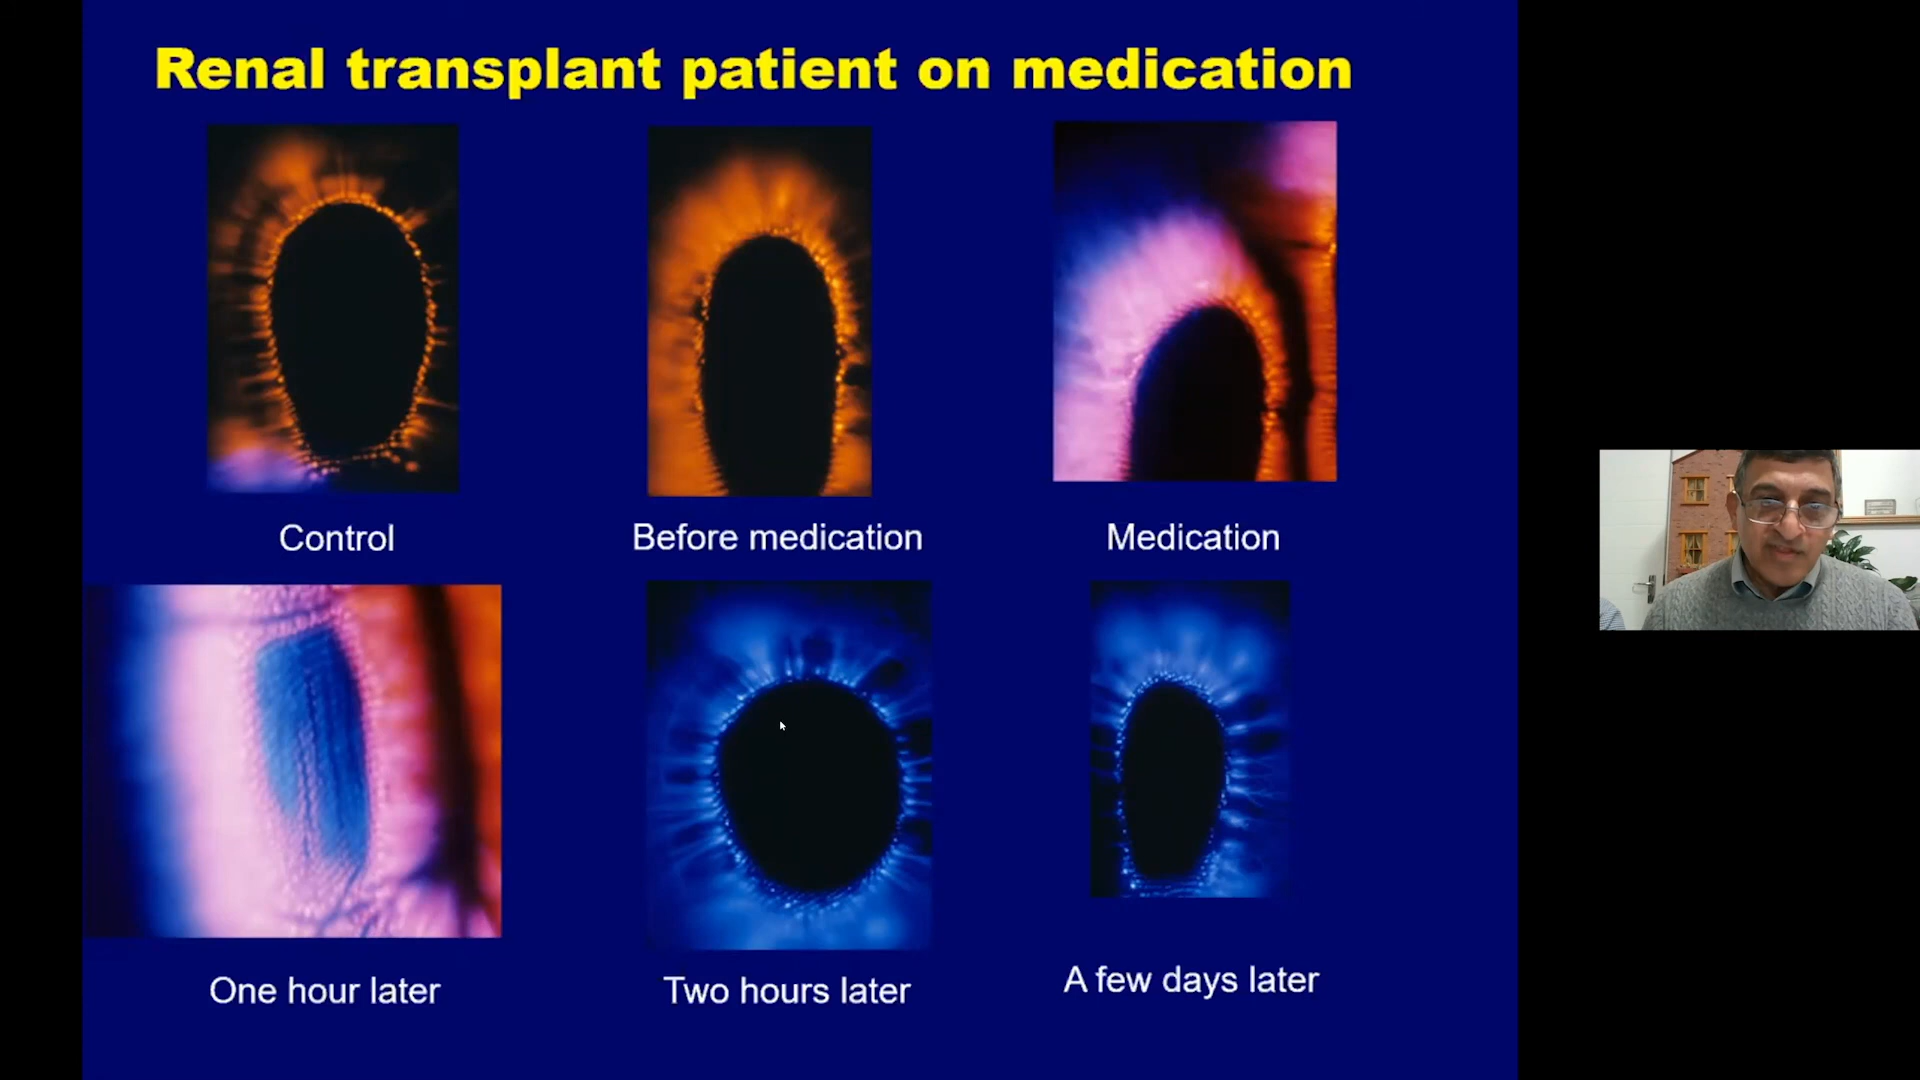 Renal transplant patient on medication
Control
Before medication
Medication
One hour later
Two hours later
A few days later